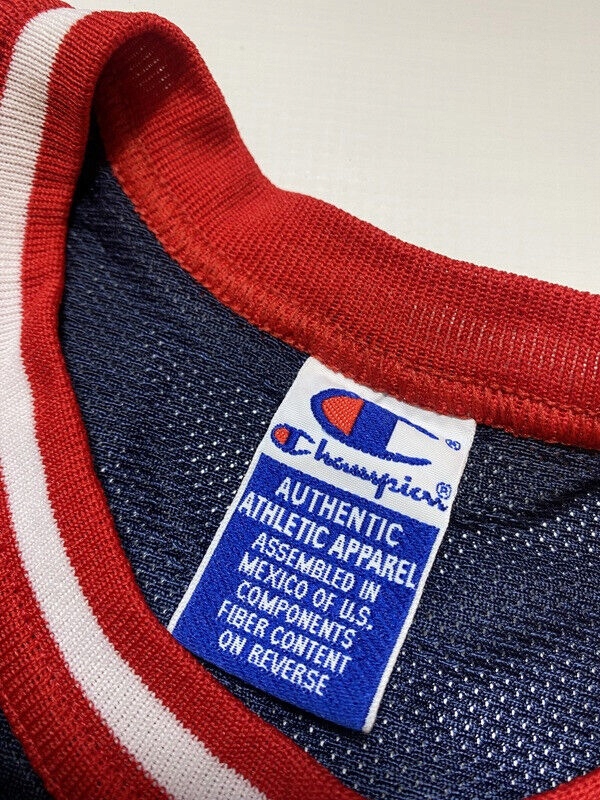 Champion®
AUTHENTIC
ATHLETIC APPAREL
ASSEMBLED IN
MEXICO OF U.S.
COMPONENTS
FIBER CONTENT
ON REVERSE